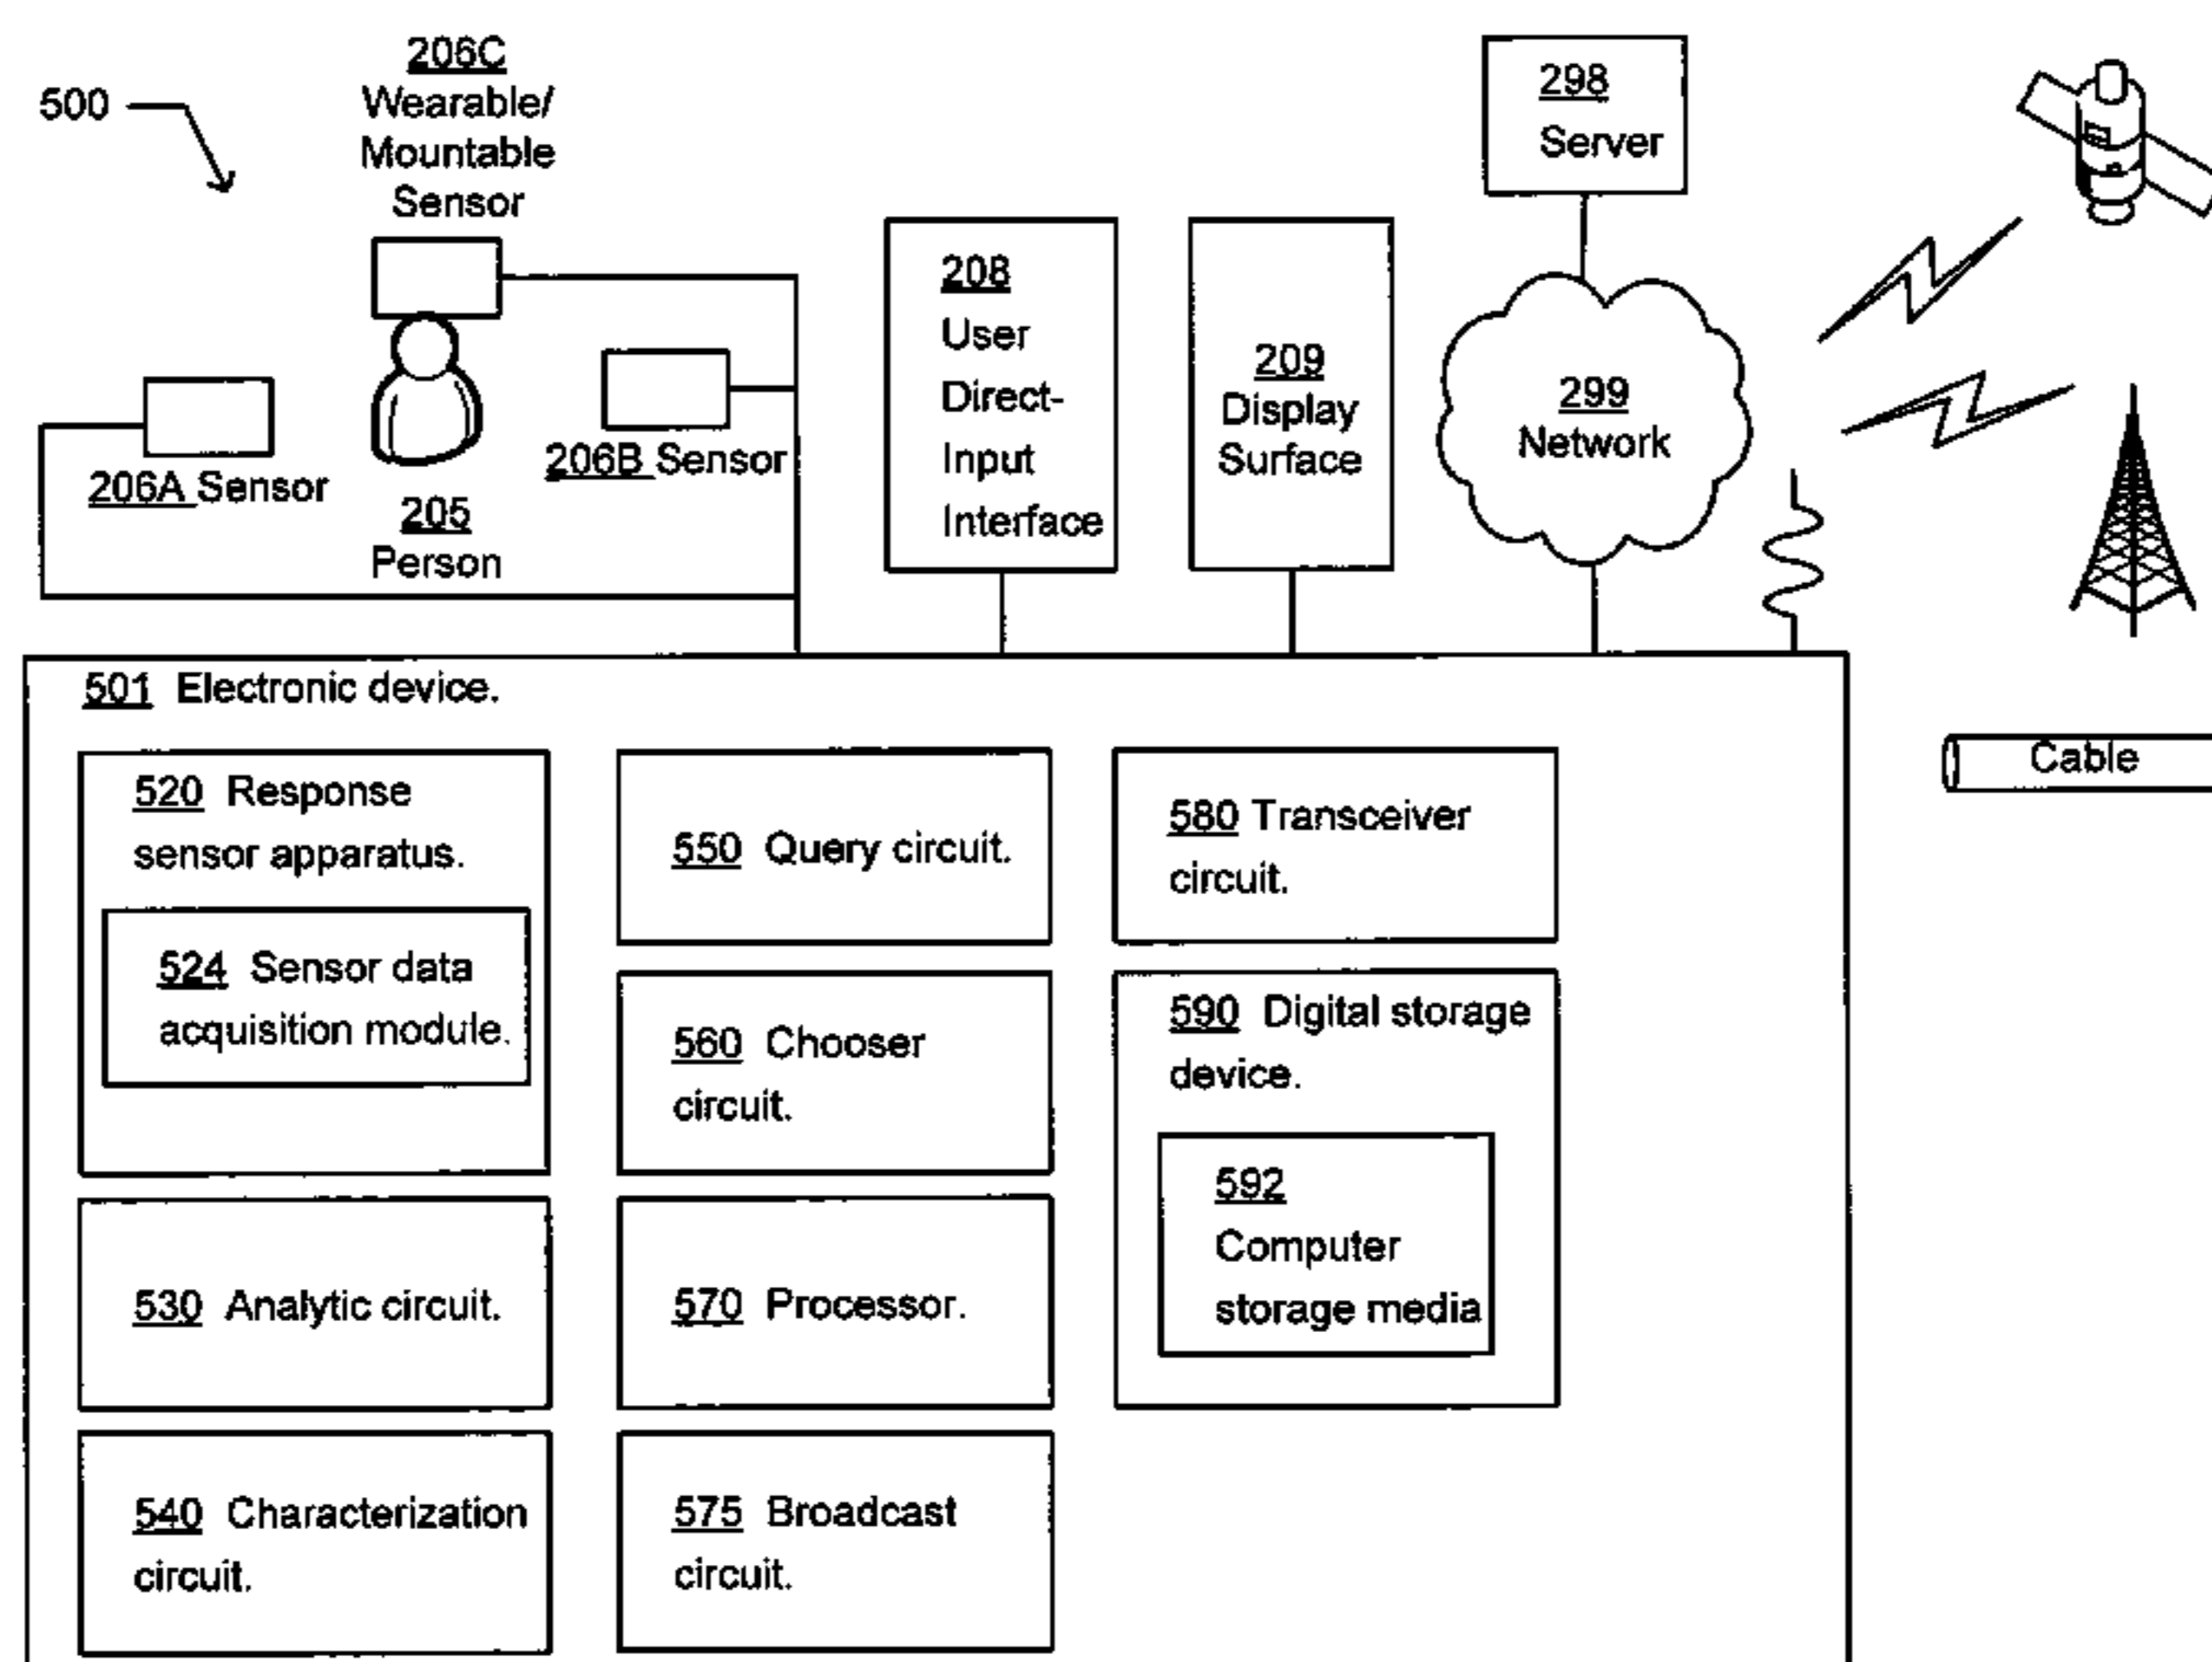 500
206C
Wearable/
Mountable
Sensor
206A Sensor
205
Person
206B Sensor
208
User
Direct-
Input
Interface
209
Display
Surface
298
Server
299
Network
Cable
501 Electronic device.
520 Response
sensor apparatus.
524 Sensor data
acquisition module.
530 Analytic circuit.
540 Characterization
circuit.
550 Query circuit.
560 Chooser
circuit.
570 Processor.
575 Broadcast
circuit.
580 Transceiver
circuit.
590 Digital storage
device.
592
Computer
storage media